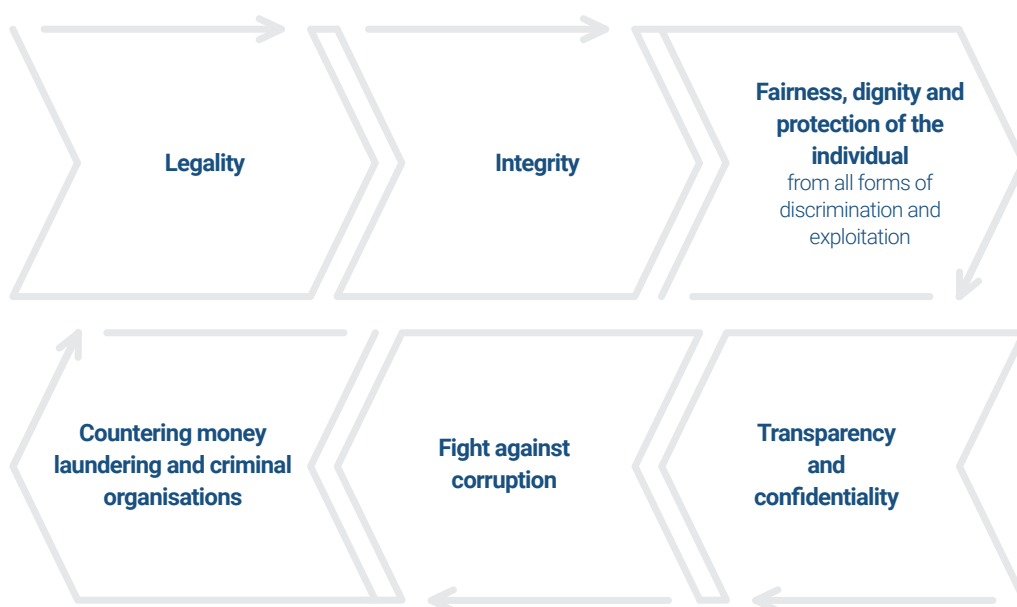 Legality
Integrity
Fairness, dignity and
protection of the
individual
from all forms of
discrimination and
exploitation
Countering money
laundering and criminal
organisations
Fight against
corruption
Transparency
and
confidentiality